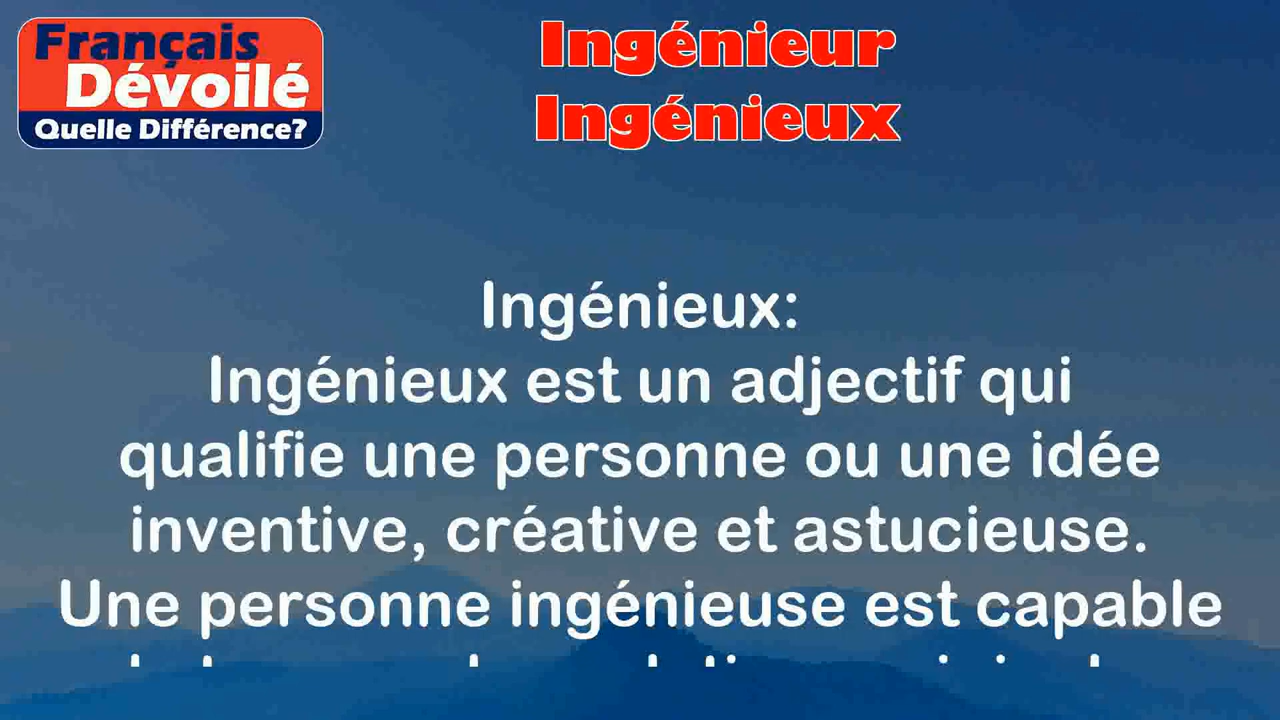 Français
Dévoilé
Quelle Différence?
Ingénieur
Ingénieux
Ingénieux:
Ingénieux est un adjectif qui
qualifie une personne ou une idée
inventive, créative et astucieuse.
Une personne ingénieuse est capable